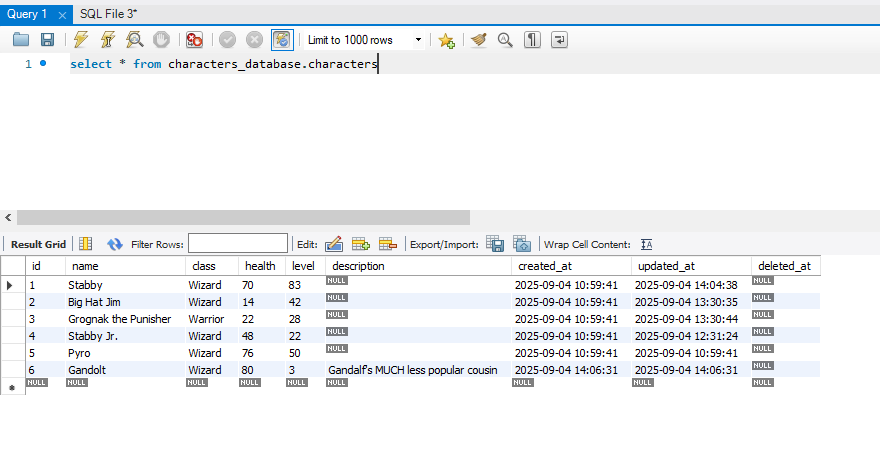 Query 1 SQL File 3*
Limit to 1000 rows
1 select * from characters_database.characters
Result Grid Filter Rows: Edit: Export/Import: Wrap Cell Content:
id name class health level description created_at updated_at deleted_at
1 Stabby Wizard 70 83 NULL 2025-09-04 10:59:41 2025-09-04 14:04:38 NULL
2 Big Hat Jim Wizard 14 42 NULL 2025-09-04 10:59:41 2025-09-04 13:30:35 NULL
3 Grognak the Punisher Warrior 22 28 NULL 2025-09-04 10:59:41 2025-09-04 13:30:44 NULL
4 Stabby Jr. Wizard 48 22 NULL 2025-09-04 10:59:41 2025-09-04 12:31:24 NULL
5 Pyro Wizard 76 50 NULL 2025-09-04 10:59:41 2025-09-04 10:59:41 NULL
6 Gandolt Wizard 80 3 Gandalf's MUCH less popular cousin 2025-09-04 14:06:31 2025-09-04 14:06:31 NULL
NULL NULL NULL NULL NULL NULL NULL NULL NULL